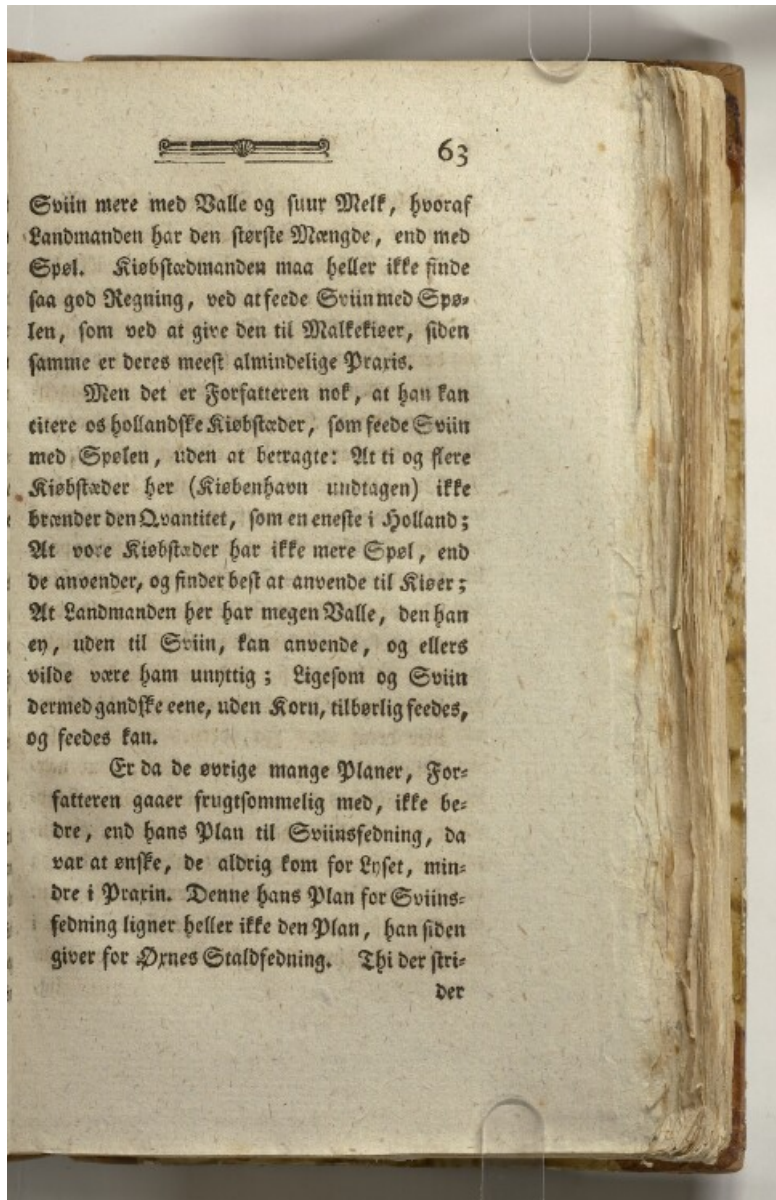 63
Sviin mere med Valle og suur Melk, hvoraf
Landmanden har den største Mængde, end med
Spøl. Kiøbstædmanden maa heller ikke finde
saa god Regning, ved at feede Sviin med Spø-
len, som ved at give den til Malkekiøer, siden
samme er deres meest almindelige Praxis.
Men det er Forfatteren nok, at han kan
citere os hollandske Kiøbstæder, som feede Sviin
med Spølen, uden at betragte: At ti og flere
Kiøbstæder her (Kiøbenhavn undtagen) ikke
brænder den Qvantitet, som en eneste i Holland;
At vore Kiøbstæder har ikke mere Spøl, end
de anvender, og finder best at anvende til Kiøer;
At Landmanden her har megen Valle, den han
ey, uden til Sviin, kan anvende, og ellers
vilde være ham unyttig; Ligesom og Sviin
dermed gandske eene, uden Korn, tilbørlig feedes,
og feedes kan.
Er da de øvrige mange Planer, For-
fatteren gaaer frugtsommelig med, ikke be-
dre, end hans Plan til Sviinsfedning, da
var at ønske, de aldrig kom for Lyset, min-
dre i Praxin. Denne hans Plan for Sviins-
fedning ligner heller ikke den Plan, han siden
giver for Øxnes Staldfedning. Thi der stri-
der